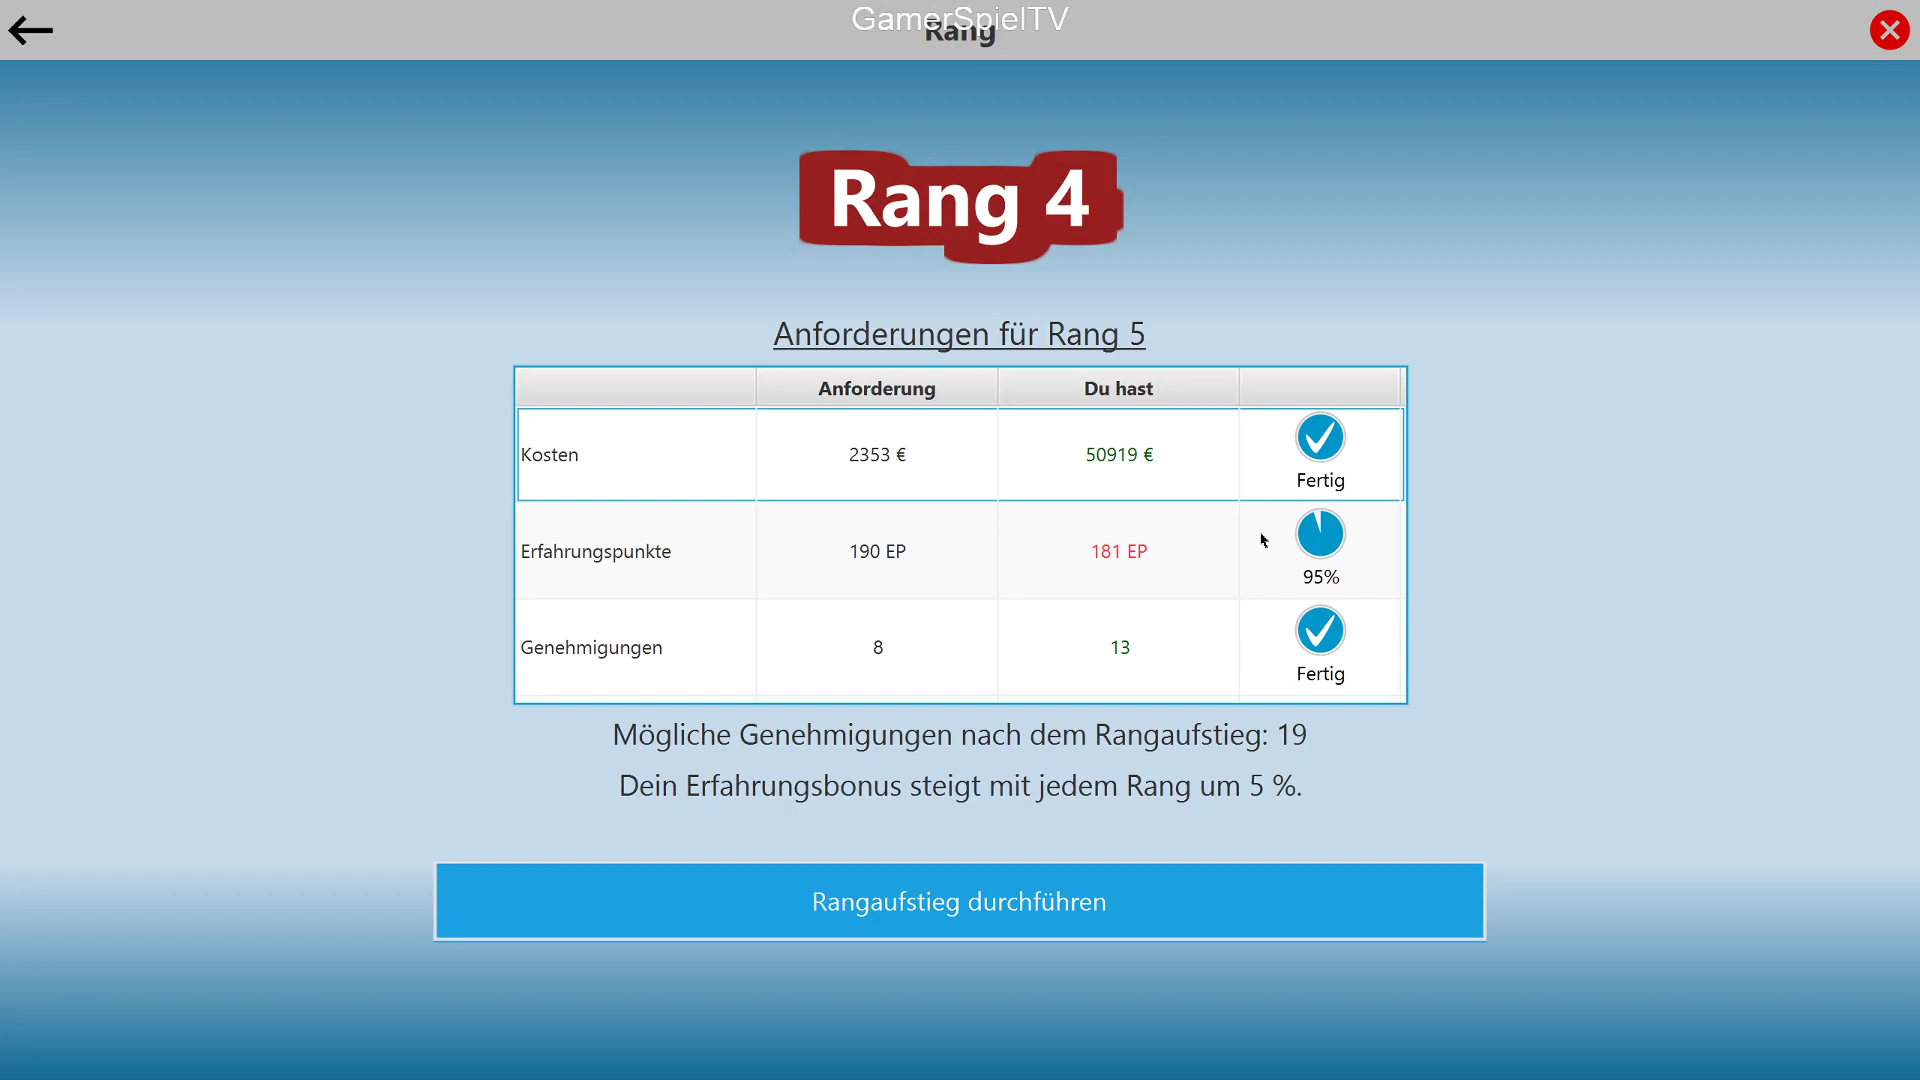 GamerSpielTV
Rang
Rang 4
Anforderungen für Rang 5
Anforderung Du hast
Kosten 2353 € 50919 € Fertig
Erfahrungspunkte 190 EP 181 EP 95%
Genehmigungen 8 13 Fertig
Mögliche Genehmigungen nach dem Rangaufstieg: 19
Dein Erfahrungsbonus steigt mit jedem Rang um 5 %.
Rangaufstieg durchführen